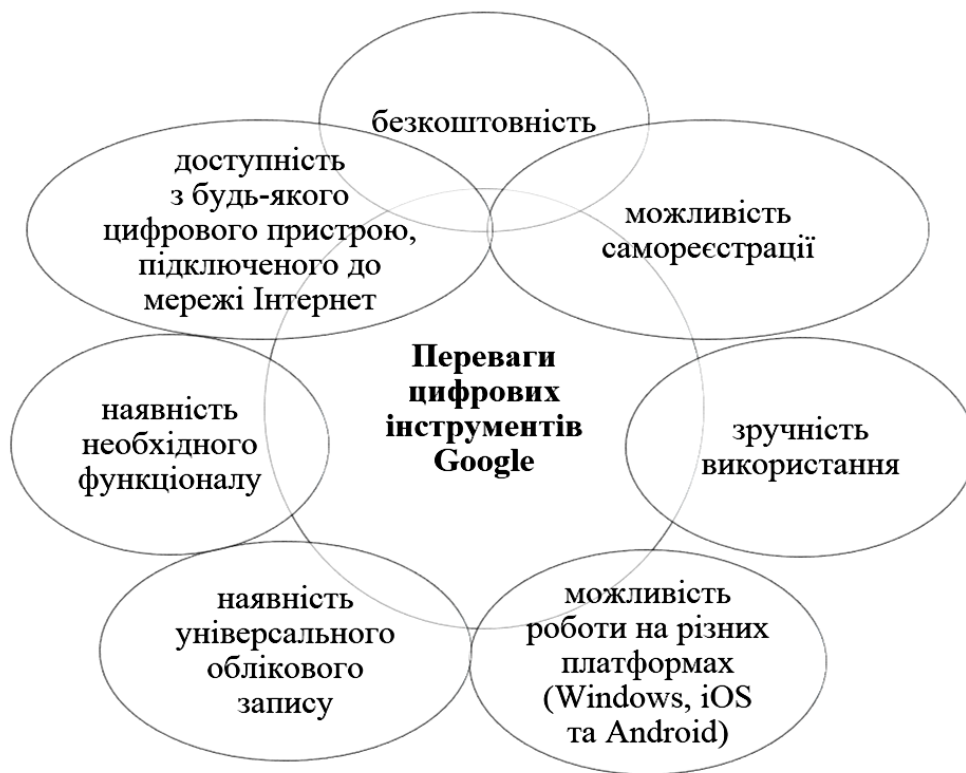 безкоштовність
доступність
з будь-якого
цифрового пристрою,
підключеного до
мережі Інтернет
можливість
самореєстрації
Переваги
цифрових
інструментів
Google
наявність
необхідного
функціоналу
зручність
використання
наявність
універсального
облікового
запису
можливість
роботи на різних
платформах
(Windows, iOS
та Android)